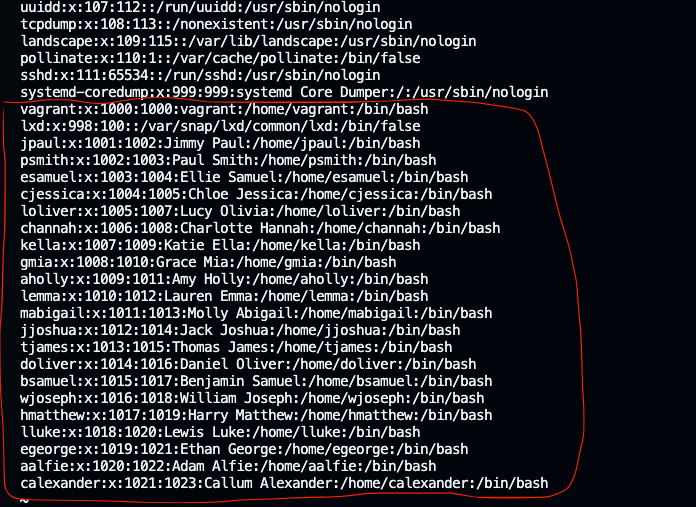 uuidd:x:107:112::/run/uuidd:/usr/sbin/nologin
tcpdump:x:108:113::/nonexistent:/usr/sbin/nologin
landscape:x:109:115::/var/lib/landscape:/usr/sbin/nologin
pollinate:x:110:1::/var/cache/pollinate:/bin/false
sshd:x:111:65534::/run/sshd:/usr/sbin/nologin
systemd-coredump:x:999:999:systemd Core Dumper:/:/usr/sbin/nologin
vagrant:x:1000:1000:vagrant:/home/vagrant:/bin/bash
lxd:x:998:100::/var/snap/lxd/common/lxd:/bin/false
jpaul:x:1001:1002:Jimmy Paul:/home/jpaul:/bin/bash
psmith:x:1002:1003:Paul Smith:/home/psmith:/bin/bash
esamuel:x:1003:1004:Ellie Samuel:/home/esamuel:/bin/bash
cjessica:x:1004:1005:Chloe Jessica:/home/cjessica:/bin/bash
loliver:x:1005:1007:Lucy Olivia:/home/loliver:/bin/bash
channah:x:1006:1008:Charlotte Hannah:/home/channah:/bin/bash
kella:x:1007:1009:Katie Ella:/home/kella:/bin/bash
gmia:x:1008:1010:Grace Mia:/home/gmia:/bin/bash
aholly:x:1009:1011:Amy Holly:/home/aholly:/bin/bash
lemma:x:1010:1012:Lauren Emma:/home/lemma:/bin/bash
mabigail:x:1011:1013:Molly Abigail:/home/mabigail:/bin/bash
jjoshua:x:1012:1014:Jack Joshua:/home/jjoshua:/bin/bash
tjames:x:1013:1015:Thomas James:/home/tjames:/bin/bash
doliver:x:1014:1016:Daniel Oliver:/home/doliver:/bin/bash
bsamuel:x:1015:1017:Benjamin Samuel:/home/bsamuel:/bin/bash
wjoseph:x:1016:1018:William Joseph:/home/wjoseph:/bin/bash
hmatthew:x:1017:1019:Harry Matthew:/home/hmatthew:/bin/bash
lluke:x:1018:1020:Lewis Luke:/home/lluke:/bin/bash
egeorge:x:1019:1021:Ethan George:/home/egeorge:/bin/bash
aalfie:x:1020:1022:Adam Alfie:/home/aalfie:/bin/bash
calexander:x:1021:1023:Callum Alexander:/home/calexander:/bin/bash
~